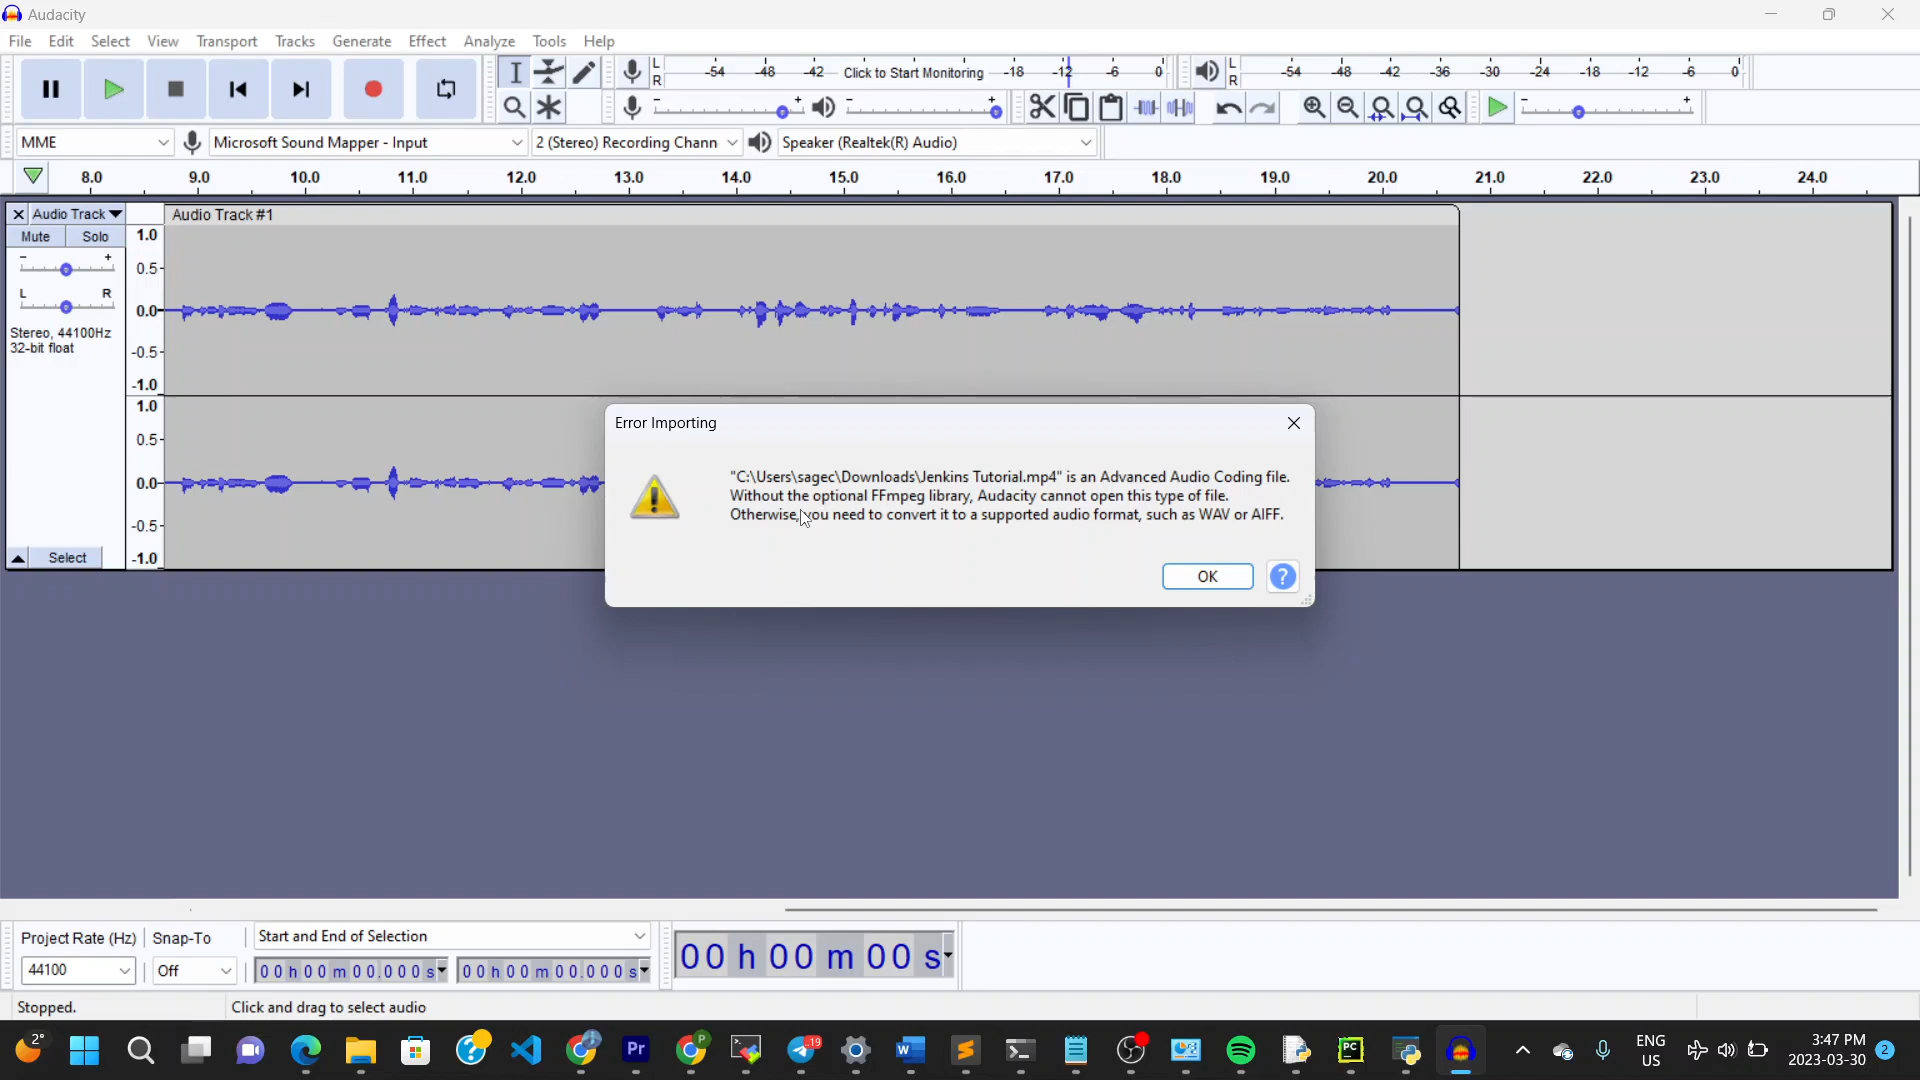 Audacity
File Edit Select View Transport Tracks Generate Effect Analyze Tools Help
L
R
-54 -48 -42 Click to Start Monitoring -18 -12 -6 0
L
R
-54 -48 -42 -36 -30 -24 -18 -12 -6 0
- + - + - +
MME Microsoft Sound Mapper - Input 2 (Stereo) Recording Chann Speaker (Realtek(R) Audio)
8.0 9.0 10.0 11.0 12.0 13.0 14.0 15.0 16.0 17.0 18.0 19.0 20.0 21.0 22.0 23.0 24.0
Audio Track Audio Track #1
Mute Solo
- +
L R
Stereo, 44100Hz
32-bit float
Select
1.0
0.5-
0.0-
-0.5-
-1.0
1.0
0.5-
0.0-
-0.5-
-1.0
Error Importing
"C:\Users\sagec\Downloads\Jenkins Tutorial.mp4" is an Advanced Audio Coding file.
Without the optional FFmpeg library, Audacity cannot open this type of file.
Otherwise, you need to convert it to a supported audio format, such as WAV or AIFF.
OK ?
Project Rate (Hz) Snap-To Start and End of Selection
44100 Off 00 h 00 m 00.000 s 00 h 00 m 00.000 s
00 h 00 m 00 s
Stopped. Click and drag to select audio
2°
Pr
P
19
PC
ENG
US
3:47 PM
2023-03-30
2